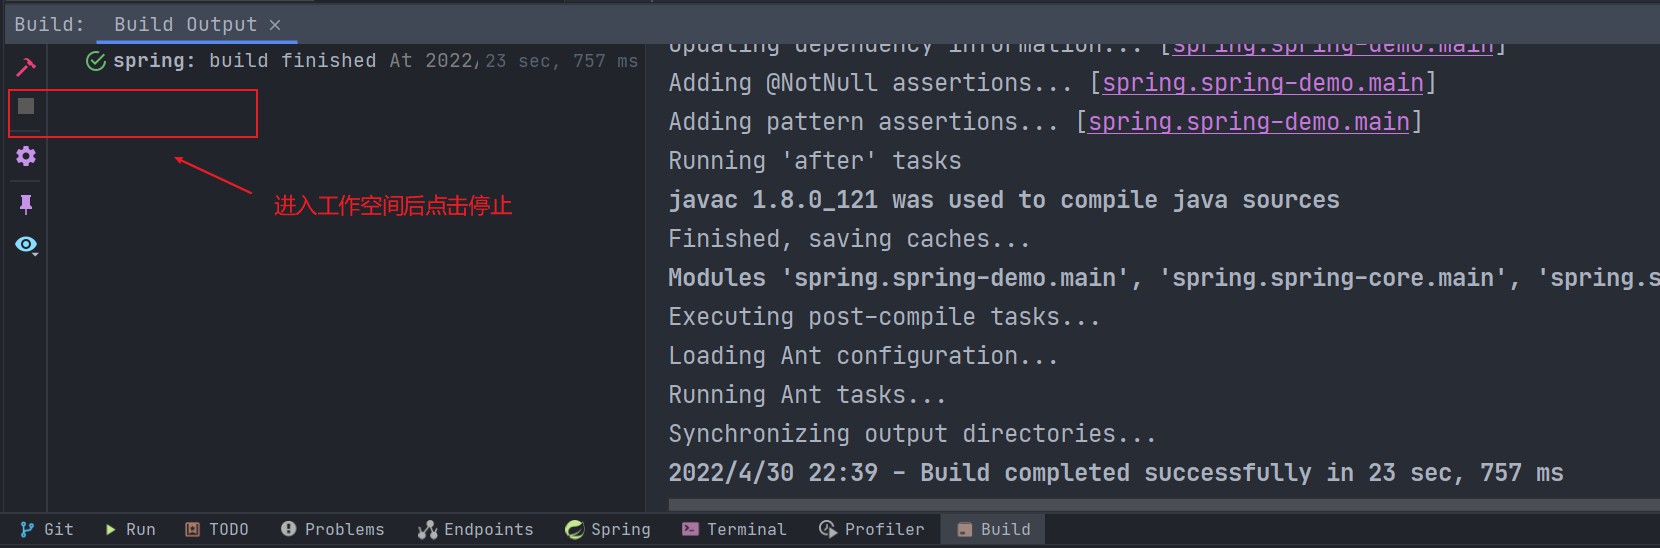 Build: Build Output ×
spring: build finished At 2022, 23 sec, 757 ms
进入工作空间后点击停止
Updating dependency information... [spring.spring-demo.main]
Adding @NotNull assertions... [spring.spring-demo.main]
Adding pattern assertions... [spring.spring-demo.main]
Running 'after' tasks
javac 1.8.0_121 was used to compile java sources
Finished, saving caches...
Modules 'spring.spring-demo.main', 'spring.spring-core.main', 'spring.s
Executing post-compile tasks...
Loading Ant configuration...
Running Ant tasks...
Synchronizing output directories...
2022/4/30 22:39 - Build completed successfully in 23 sec, 757 ms
Git Run TODO Problems Endpoints Spring Terminal Profiler Build